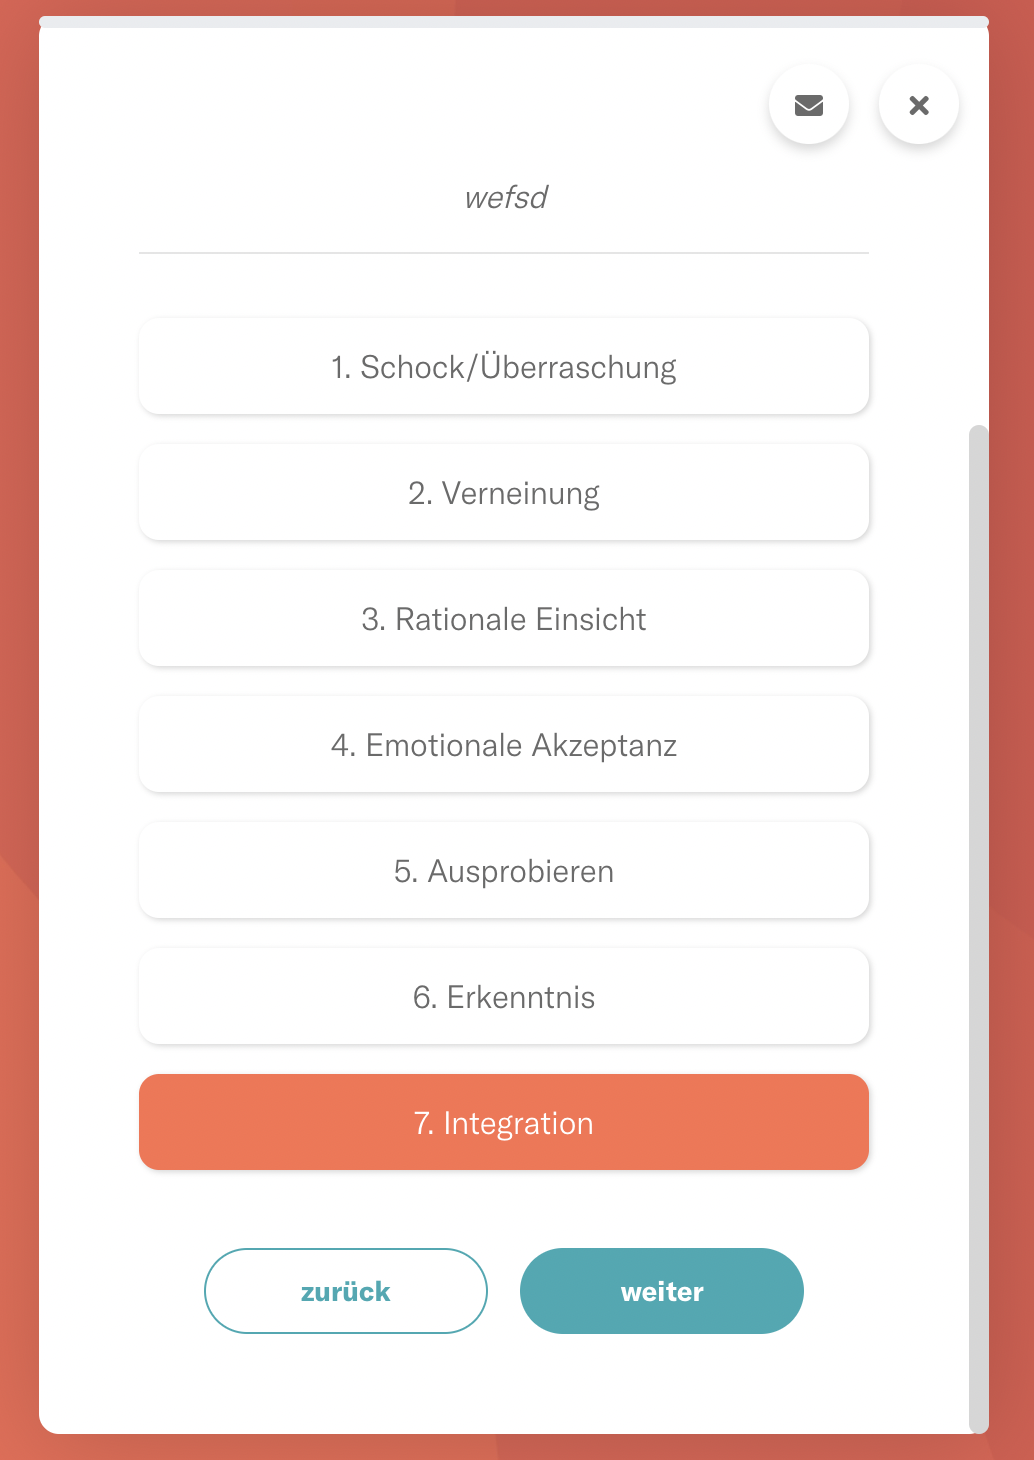 wefsd
1. Schock/Überraschung
2. Verneinung
3. Rationale Einsicht
4. Emotionale Akzeptanz
5. Ausprobieren
6. Erkenntnis
7. Integration
zurück weiter